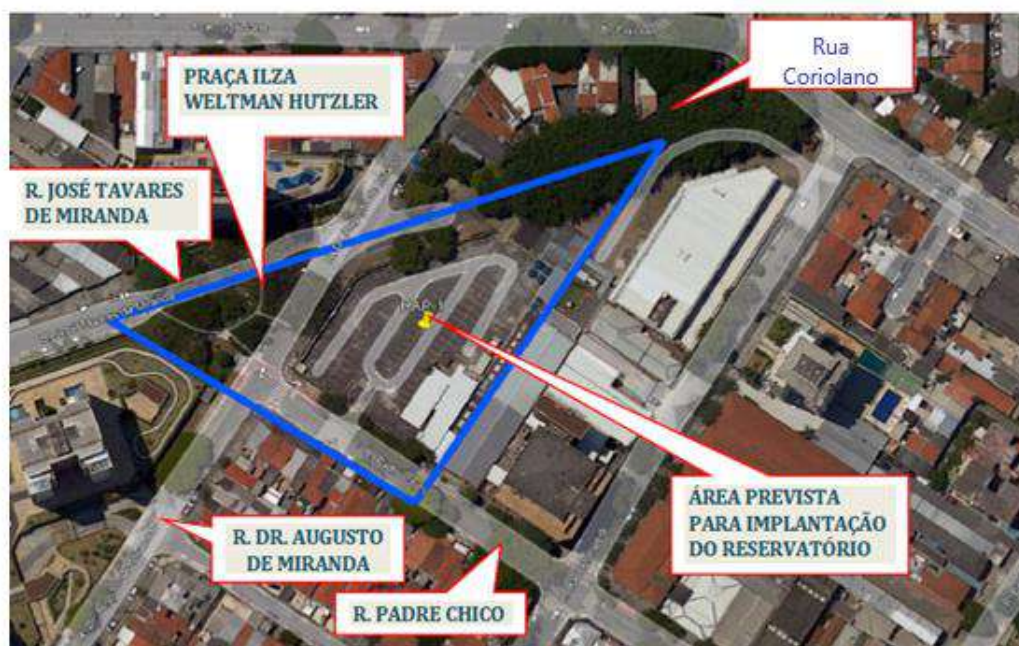 Rua
Coriolano
PRAÇA ILZA
WELTMAN HUTZLER
R. JOSÉ TAVARES
DE MIRANDA
ÁREA PREVISTA
PARA IMPLANTAÇÃO
DO RESERVATÓRIO
R. DR. AUGUSTO
DE MIRANDA
R. PADRE CHICO